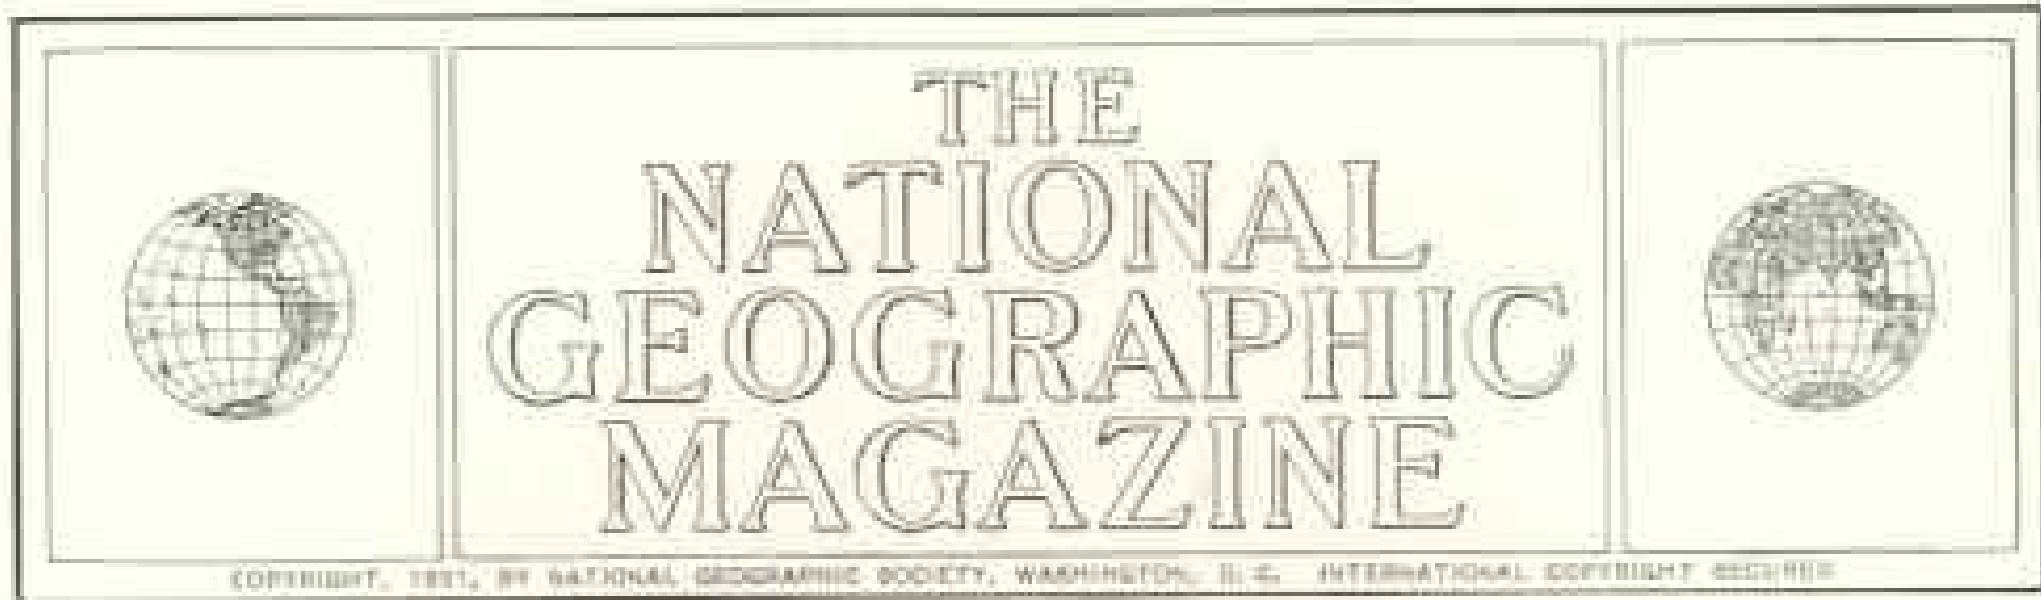 THE
NATIONAL
GEOGRAPHIC
MAGAZINE
COPYRIGHT, BY NATIONAL GEOGRAPHIC SOCIETY, WASHINGTON, D. C. INTERNATIONAL COPYRIGHT SECURED